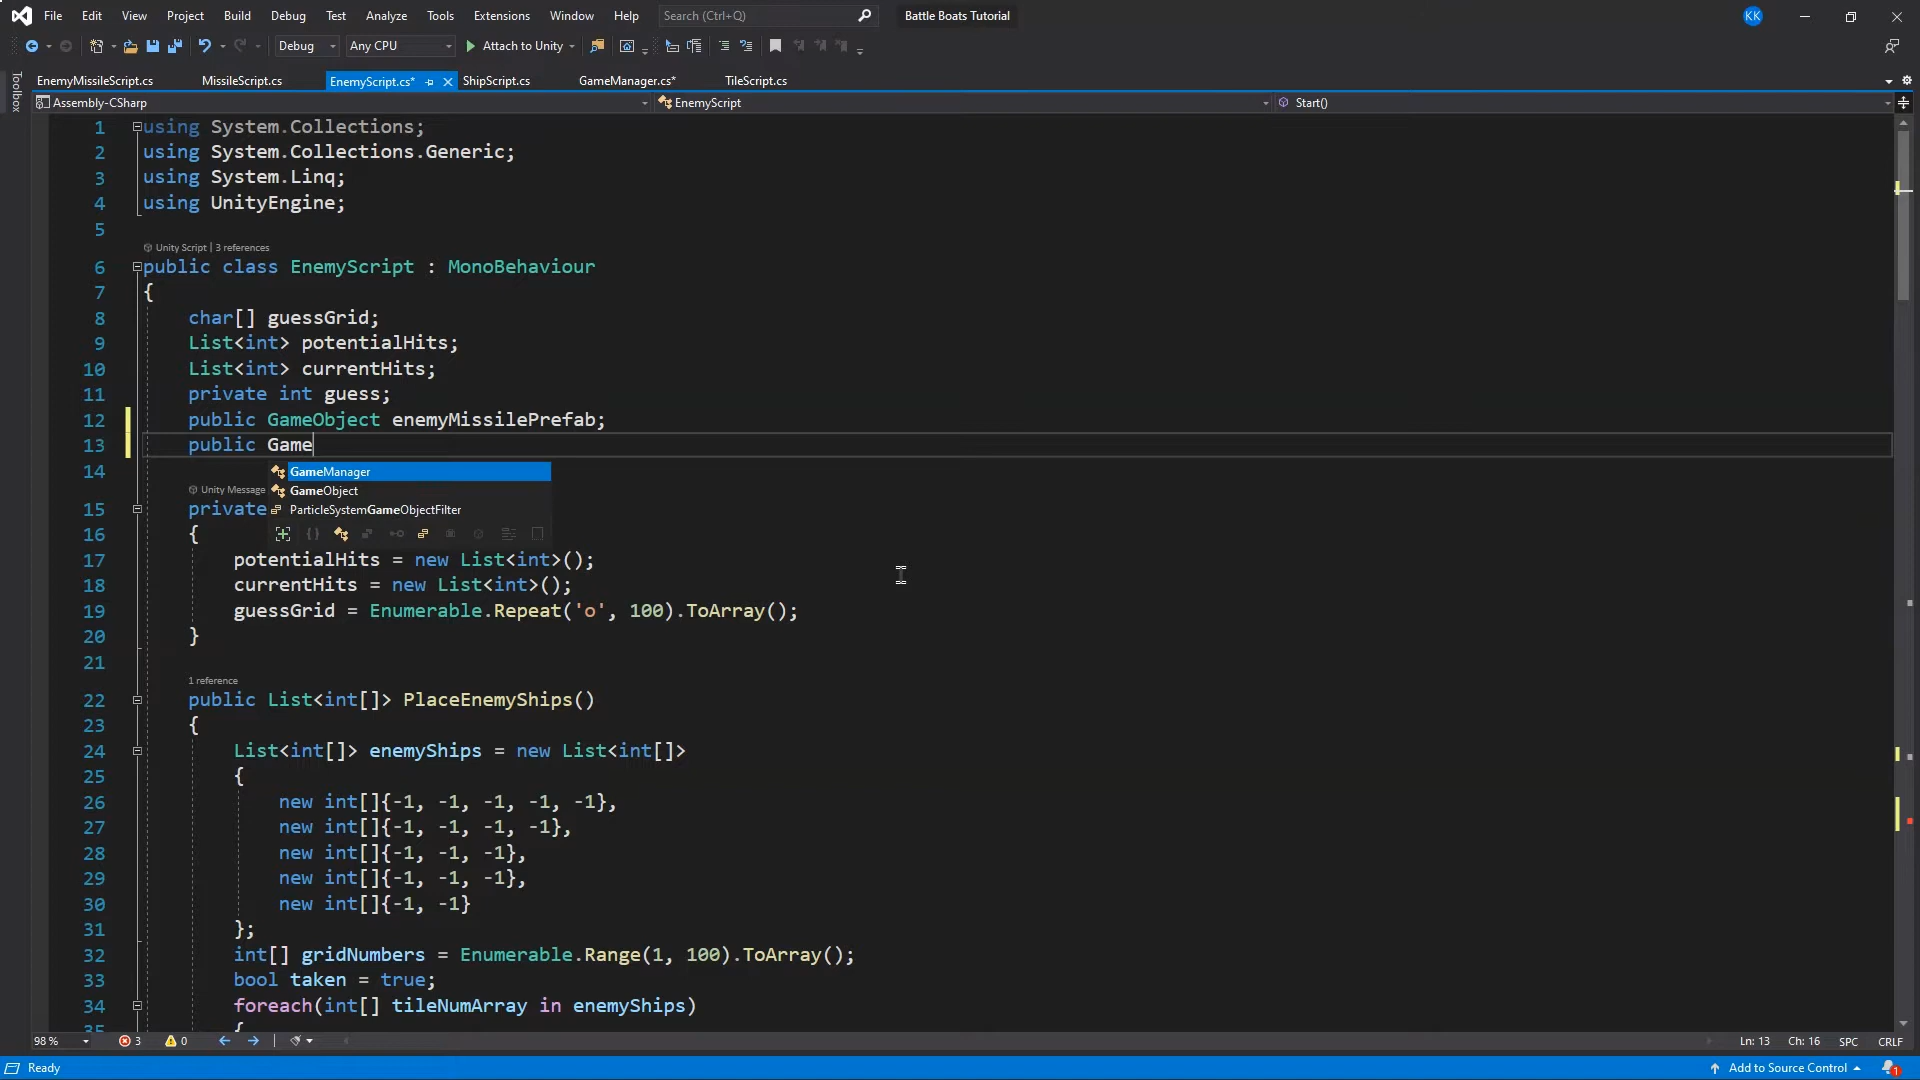 File Edit View Project Build Debug Test Analyze Tools Extensions Window Help Search (Ctrl+Q) Battle Boats Tutorial KK
Debug Any CPU Attach to Unity
EnemyMissileScript.cs MissileScript.cs EnemyScript.cs* ShipScript.cs GameManager.cs* TileScript.cs
Toolbox
Assembly-CSharp EnemyScript Start()
1 using System.Collections;
2 using System.Collections.Generic;
3 using System.Linq;
4 using UnityEngine;
5
Unity Script | 3 references
6 public class EnemyScript : MonoBehaviour
7 {
8 char[] guessGrid;
9 List<int> potentialHits;
10 List<int> currentHits;
11 private int guess;
12 public GameObject enemyMissilePrefab;
13 public Game
14 GameManager
Unity Message GameObject
15 private ParticleSystemGameObjectFilter
16 {
17 potentialHits = new List<int>();
18 currentHits = new List<int>();
19 guessGrid = Enumerable.Repeat('o', 100).ToArray();
20 }
21
1 reference
22 public List<int[]> PlaceEnemyShips()
23 {
24 List<int[]> enemyShips = new List<int[]>
25 {
26 new int[]{-1, -1, -1, -1, -1},
27 new int[]{-1, -1, -1, -1},
28 new int[]{-1, -1, -1},
29 new int[]{-1, -1, -1},
30 new int[]{-1, -1}
31 };
32 int[] gridNumbers = Enumerable.Range(1, 100).ToArray();
33 bool taken = true;
34 foreach(int[] tileNumArray in enemyShips)
35 {
98 % 3 0 Ln: 13 Ch: 16 SPC CRLF
Ready Add to Source Control 1